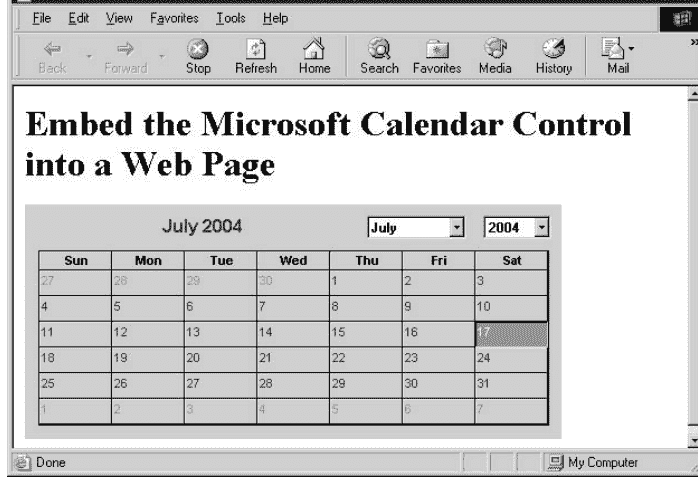 File Edit View Favorites Tools Help
Back Forward Stop Refresh Home Search Favorites Media History Mail
Embed the Microsoft Calendar Control
into a Web Page
July 2004 July 2004
Sun Mon Tue Wed Thu Fri Sat
27 28 29 30 1 2 3
4 5 6 7 8 9 10
11 12 13 14 15 16 17
18 19 20 21 22 23 24
25 26 27 28 29 30 31
1 2 3 4 5 6 7
Done My Computer